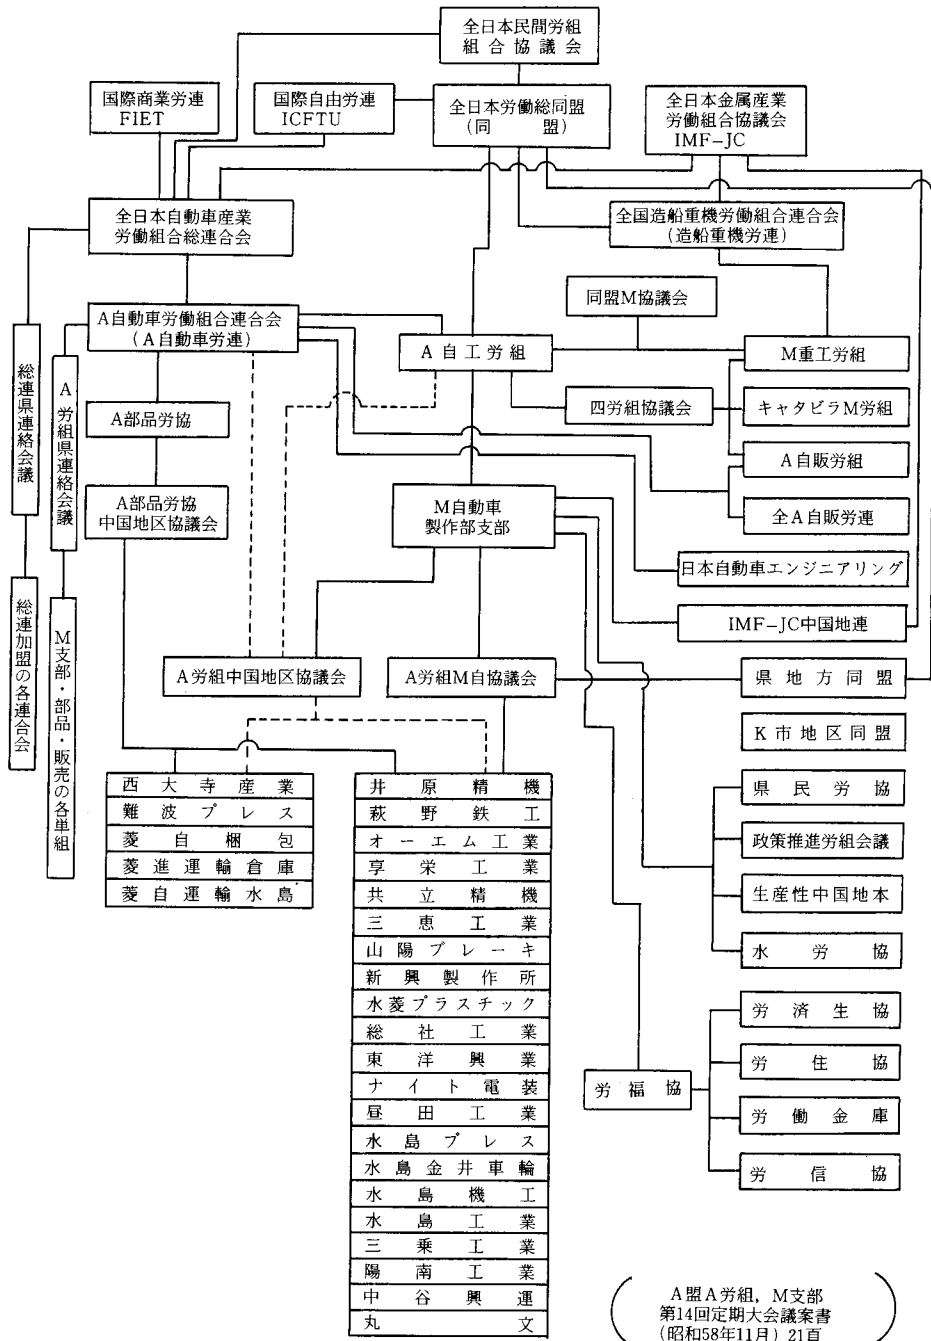 全日本民間労組
組合協議会
国際商業労連
FIET
国際自由労連
ICFTU
全日本労働総同盟
(同盟)
全日本金属産業
労働組合協議会
IMF-JC
全日本自動車産業
労働組合総連合会
全国造船重機労働組合連合会
(造船重機労連)
同盟M協議会
A自動車労働組合連合会
(A自動車労連)
A自工労組
M重工労組
総連県連絡会議
A労組県連絡会議
A部品労協
四労組協議会
キャタピラM労組
A自販労組
A部品労協
中国地区協議会
M自動車
製作部支部
全A自販労連
日本自動車エンジニアリング
総連加盟の各連合会
M支部・部品・販売の各単組
IMF-JC中国地連
A労組中国地区協議会
A労組M自協議会
県地方同盟
K市地区同盟
西大寺産業
難波プレス
菱自梱包
菱進運輸倉庫
菱自運輸水島
井原精機
萩野鉄工
オーエム工業
享栄工業
共立精機
三恵工業
山陽ブレーキ
新興製作所
水菱プラスチック
総社工業
東洋興業
ナイト電装
昼田工業
水島プレス
水島金井車輪
水島機工
水島工業
三乗工業
陽南工業
中谷興運
丸文
県民労協
政策推進労組会議
生産性中国地本
水労協
労福協
労済生協
労住協
労働金庫
労信協
A盟A労組，M支部
第14回定期大会議案書
(昭和58年11月) 21頁